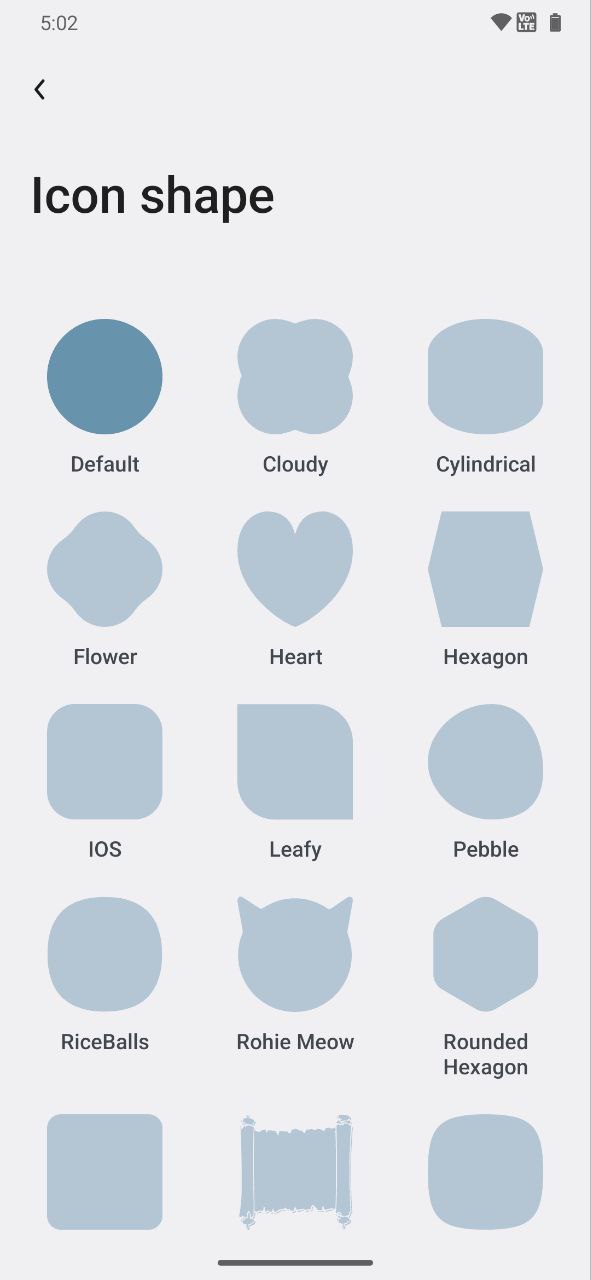 5:02
Vo)) LTE
Icon shape
Default
Cloudy
Cylindrical
Flower
Heart
Hexagon
IOS
Leafy
Pebble
RiceBalls
Rohie Meow
Rounded
Hexagon